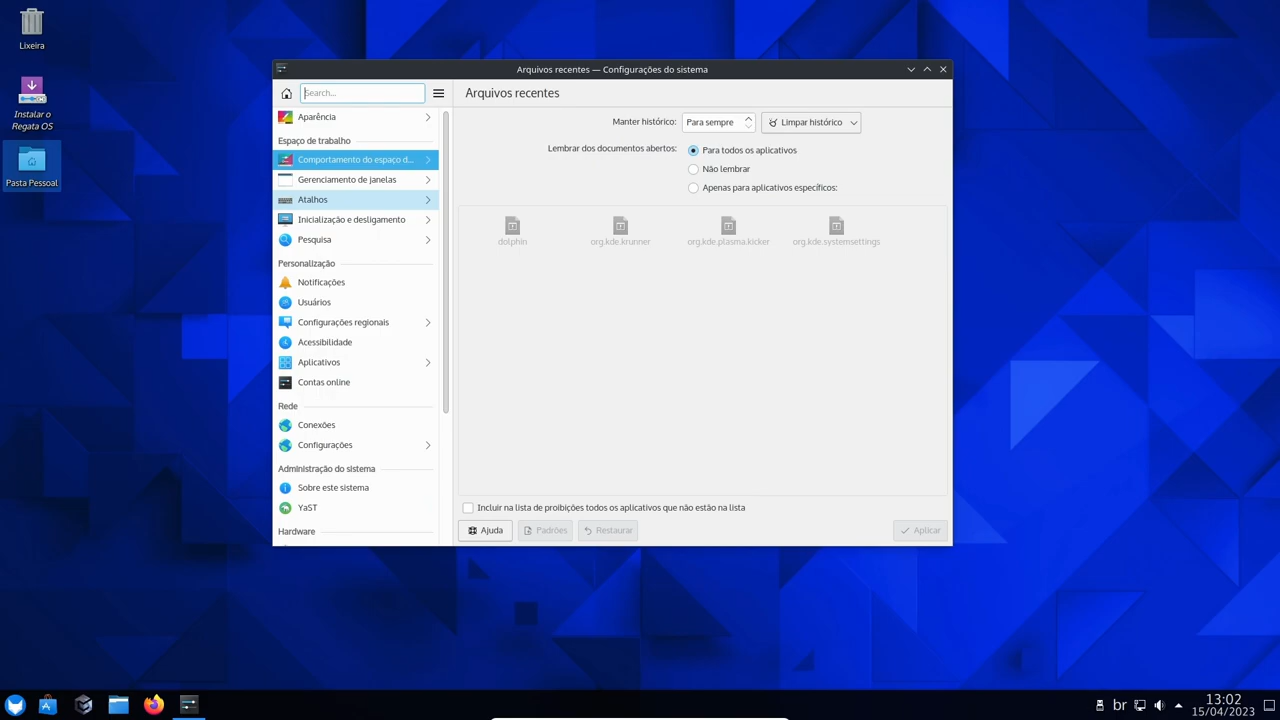 Lixeira
Instalar o
Regata OS
Pasta Pessoal
Arquivos recentes — Configurações do sistema
Search...
Arquivos recentes
Aparência
Espaço de trabalho
Comportamento do espaço d...
Gerenciamento de janelas
Atalhos
Inicialização e desligamento
Pesquisa
Personalização
Notificações
Usuários
Configurações regionais
Acessibilidade
Aplicativos
Contas online
Rede
Conexões
Configurações
Administração do sistema
Sobre este sistema
YaST
Hardware
Manter histórico: Para sempre Limpar histórico
Lembrar dos documentos abertos: Para todos os aplicativos
Não lembrar
Apenas para aplicativos específicos:
dolphin org.kde.krunner org.kde.plasma.kicker org.kde.systemsettings
Incluir na lista de proibições todos os aplicativos que não estão na lista
Ajuda Padrões Restaurar Aplicar
br
13:02
15/04/2023